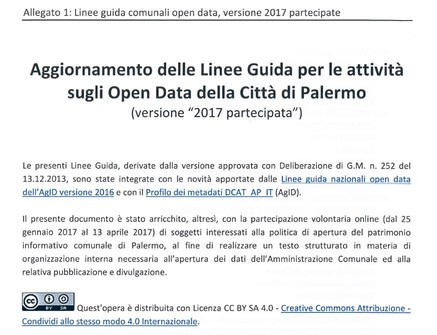 Allegato 1: Linee guida comunali open data, versione 2017 partecipate
Aggiornamento delle Linee Guida per le attività
sugli Open Data della Città di Palermo
(versione “2017 partecipata”)
Le presenti Linee Guida, derivate dalla versione approvata con Deliberazione di G.M. n. 252 del
13.12.2013, sono state integrate con le novità apportate dalle Linee guida nazionali open data
dell'AgID versione 2016 e con il Profilo dei metadati DCAT_AP_IT (AgID).
Il presente documento è stato arricchito, altresì, con la partecipazione volontaria online (dal 25
gennaio 2017 al 13 aprile 2017) di soggetti interessati alla politica di apertura del patrimonio
informativo comunale di Palermo, al fine di realizzare un testo strutturato in materia di
organizzazione interna necessaria all'apertura dei dati dell'Amministrazione Comunale ed alla
relativa pubblicazione e divulgazione.
cc BY SA Quest'opera è distribuita con Licenza CC BY SA 4.0 - Creative Commons Attribuzione -
Condividi allo stesso modo 4.0 Internazionale.